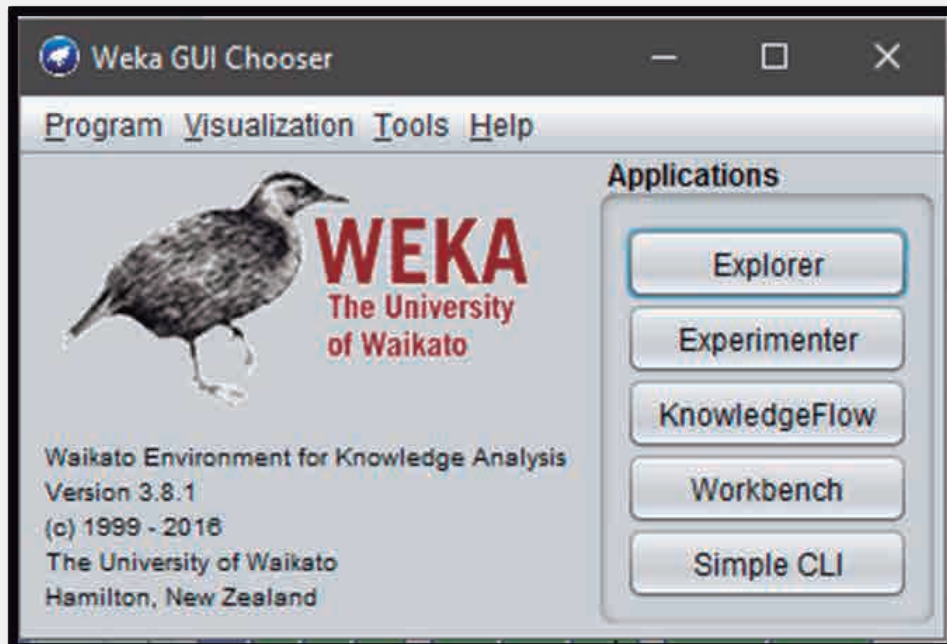 Weka GUI Chooser
Program Visualization Tools Help
WEKA
The University
of Waikato
Waikato Environment for Knowledge Analysis
Version 3.8.1
(c) 1999 - 2016
The University of Waikato
Hamilton, New Zealand
Applications
Explorer
Experimenter
KnowledgeFlow
Workbench
Simple CLI